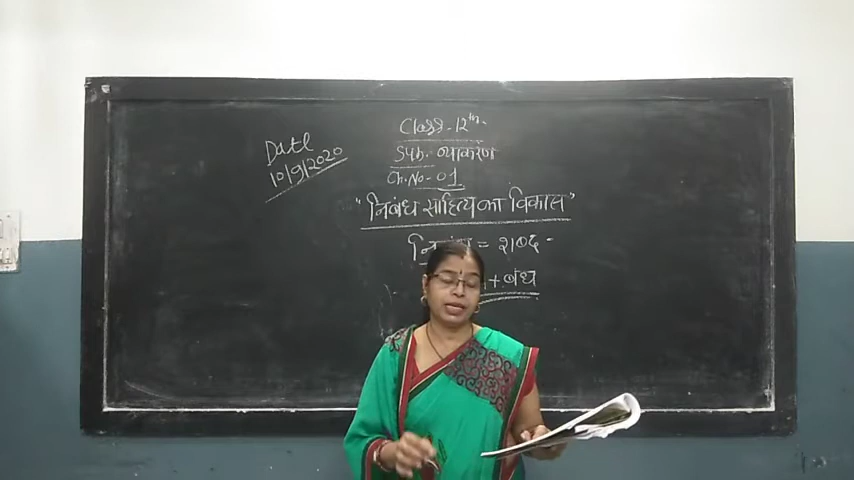 Class - 12th
Date
10/9/2020
Sub. - व्याकरण
Ch. No - 01
"निबंध साहित्य का विकास"
= शब्द -
+ बंध